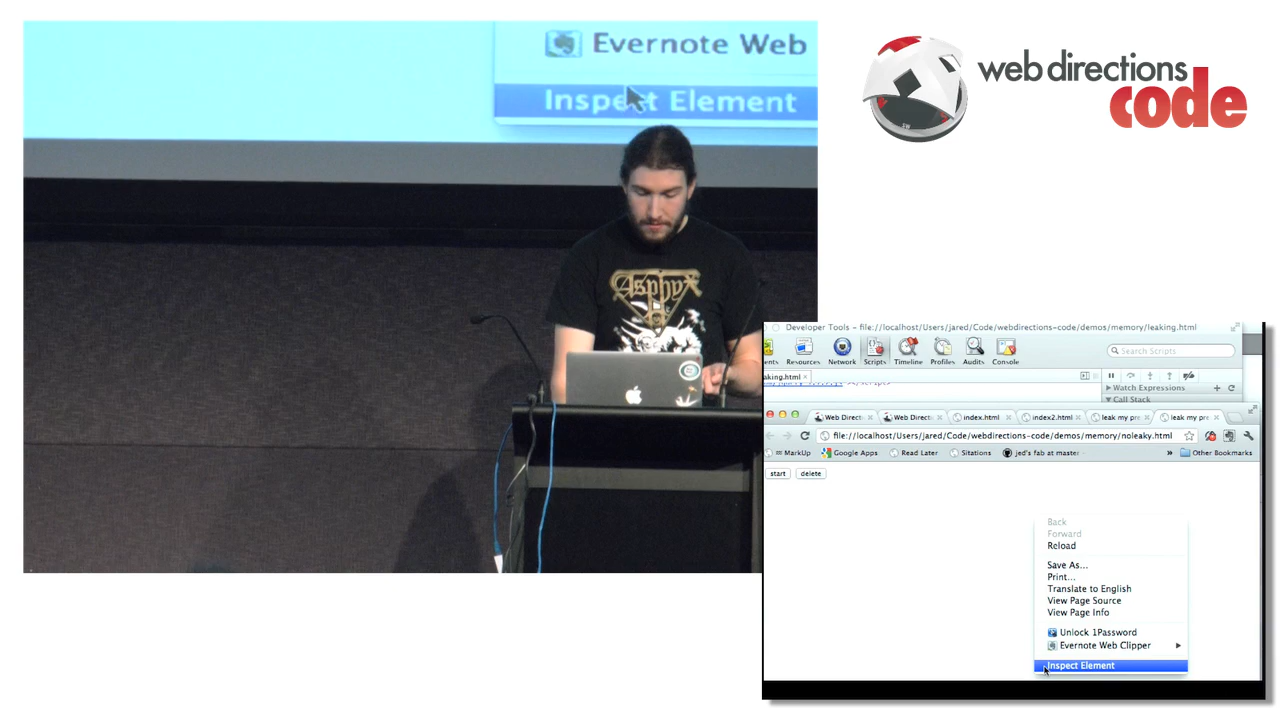 Evernote Web
Inspect Element
Asphyx
web directions
code
Developer Tools - file://localhost/Users/jared/Code/webdirections-code/demos/memory/leaking.html
Resources
Network
Scripts
Timeline
Profiles
Audits
Console
Search Scripts
aking.html ×
Watch Expressions
Call Stack
Web Direct
Web Direct
index.html
index2.html
leak my pr
leak my pr
file://localhost/Users/jared/Code/webdirections-code/demos/memory/noleaky.html
MarkUp
Google Apps
Read Later
Sitations
jed's fab at master
»
Other Bookmarks
start
delete
Back
Forward
Reload
Save As...
Print...
Translate to English
View Page Source
View Page Info
Unlock 1Password
Evernote Web Clipper
Inspect Element